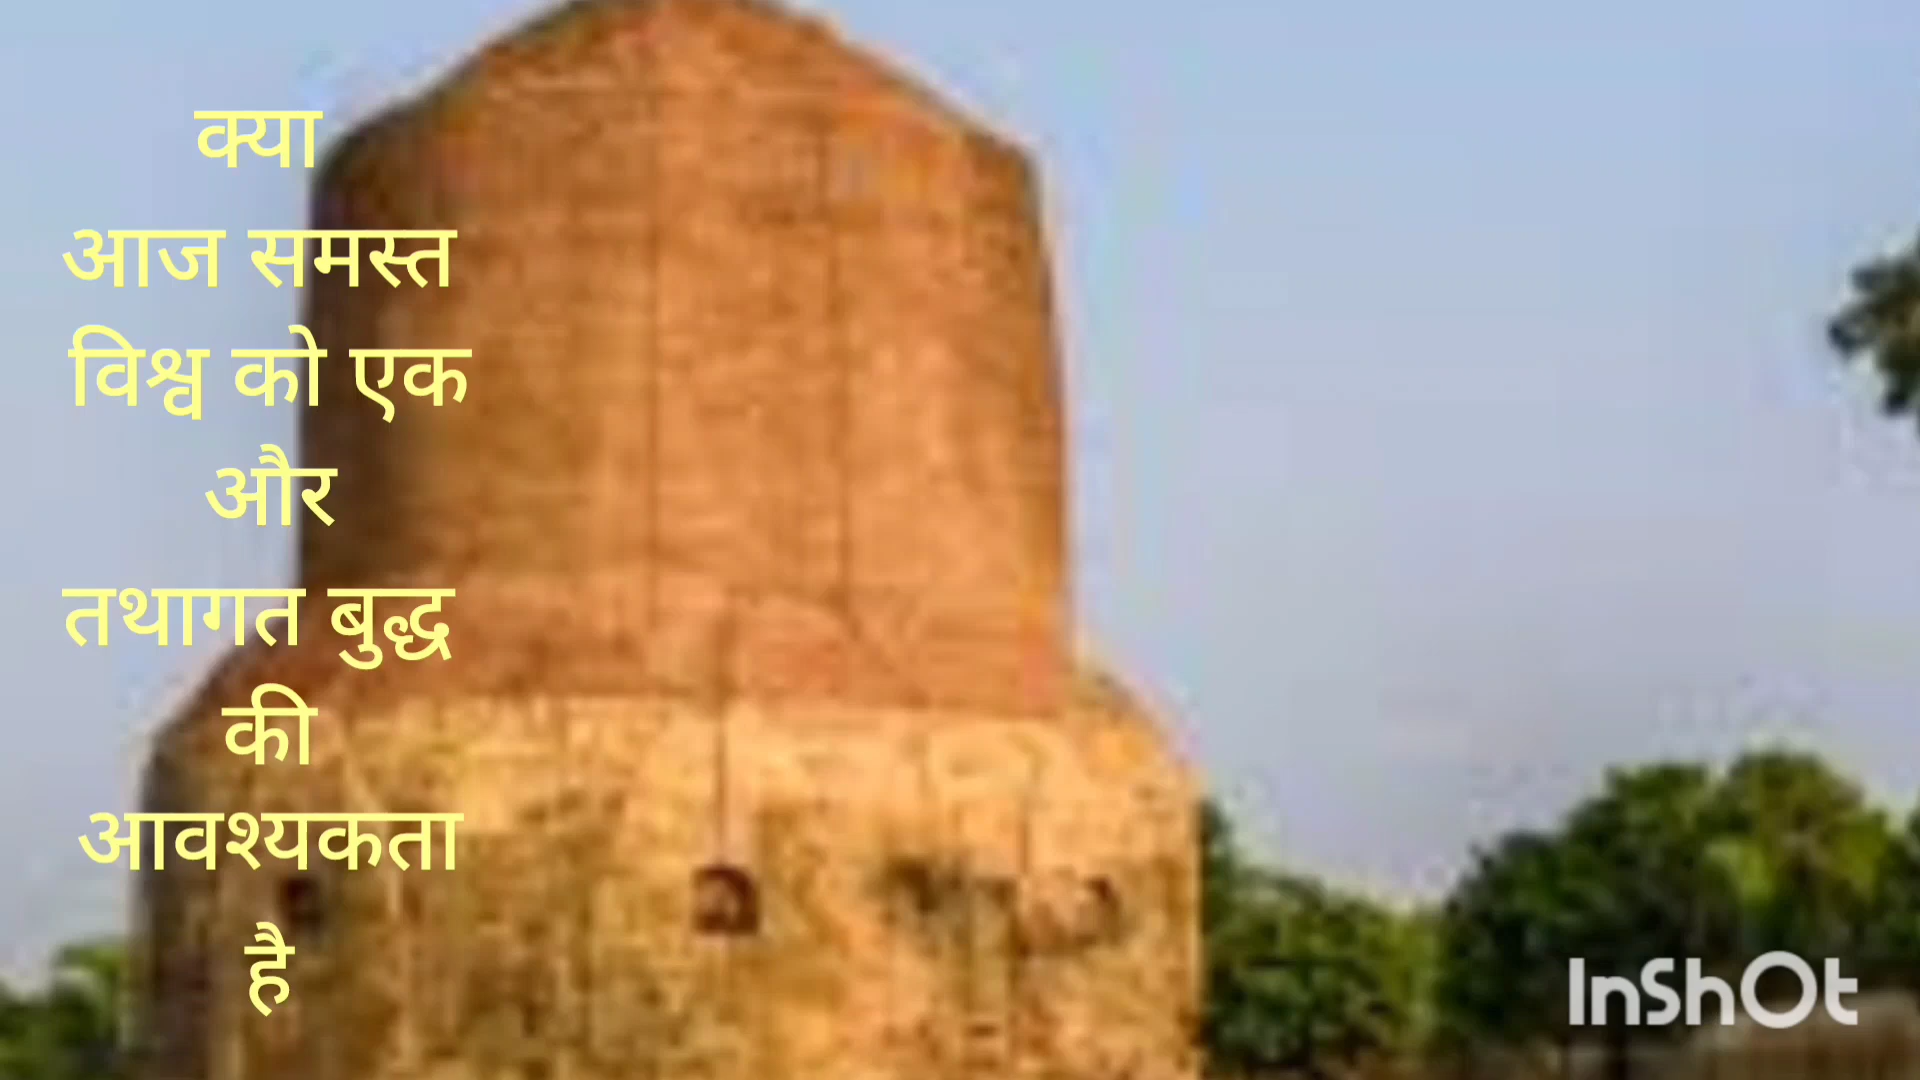 क्या
आज समस्त
विश्व को एक
और
तथागत बुद्ध
की
आवश्यकता
है
InShOt